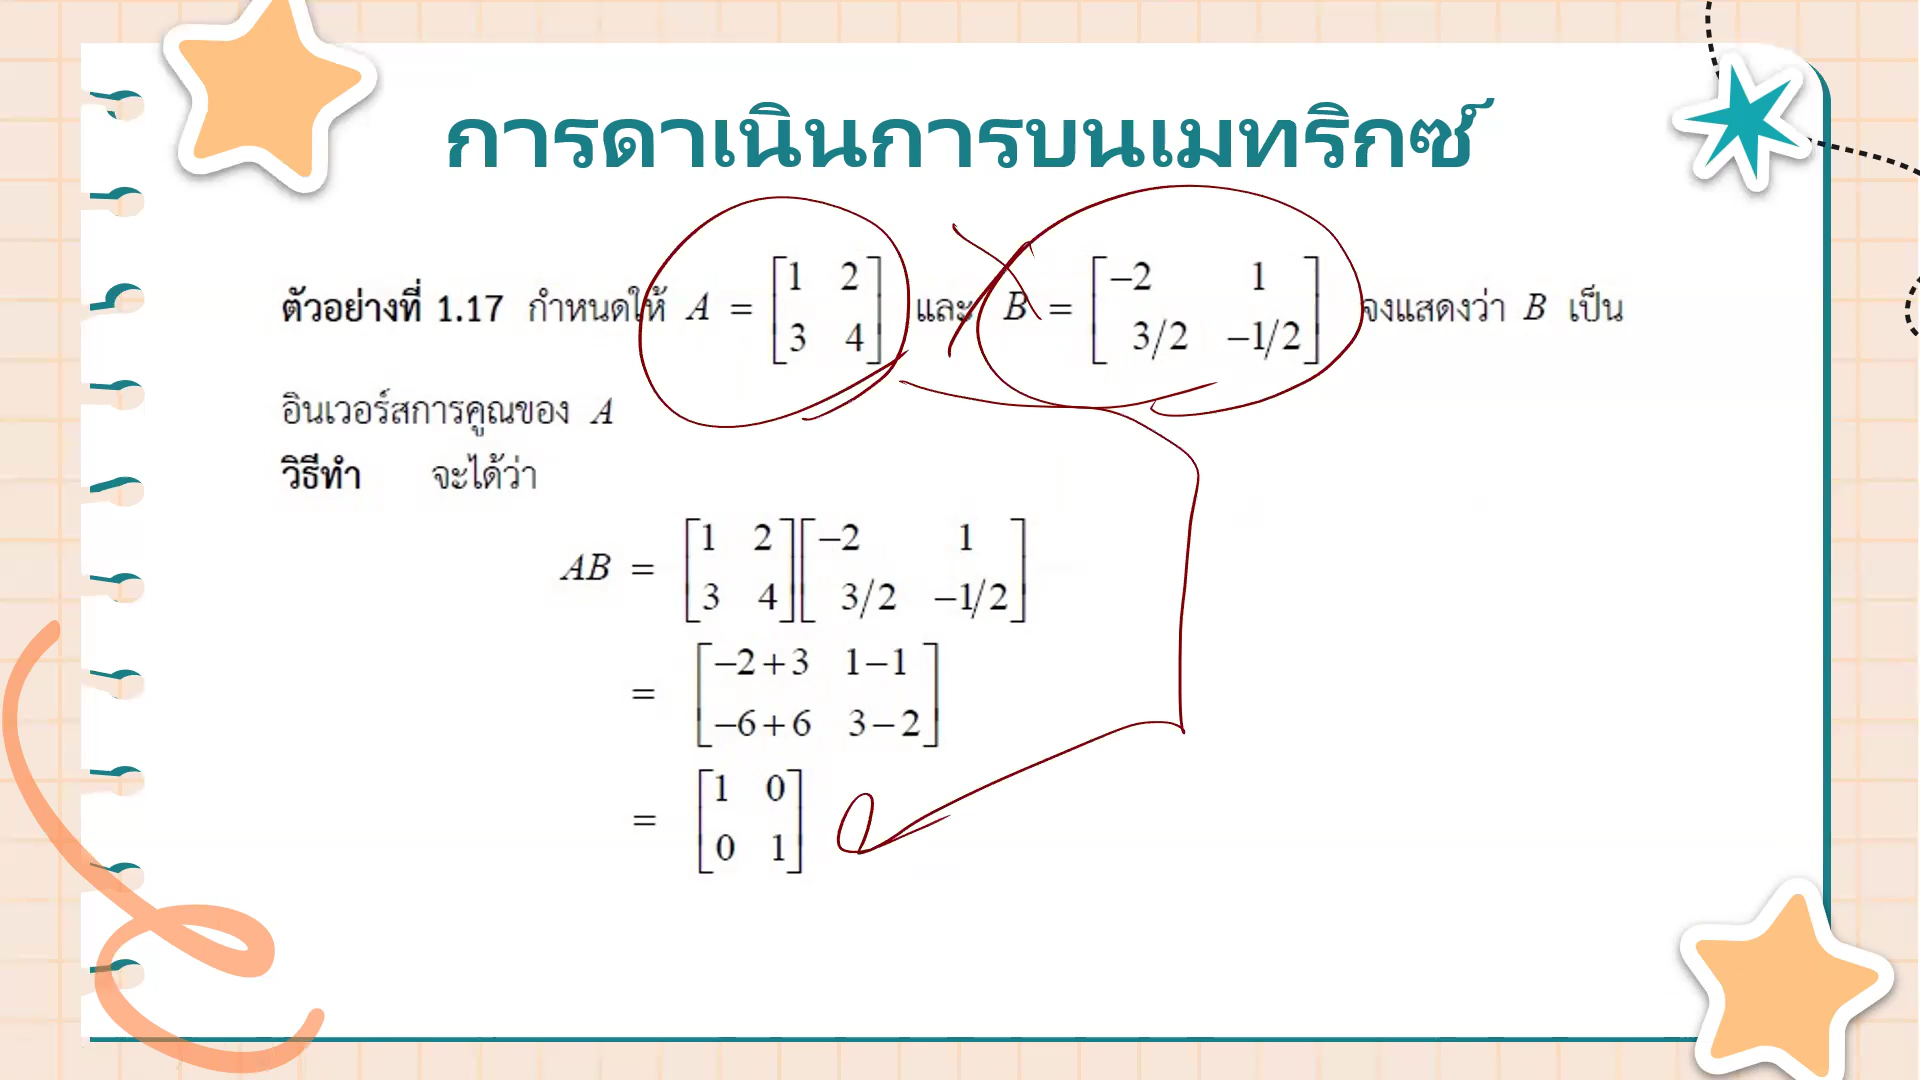 การดาเนินการบนเมทริกซ์
ตัวอย่างที่ 1.17 กำหนดให้ A = [1 2; 3 4] และ B = [−2 1; 3/2 −1/2] จงแสดงว่า B เป็น
อินเวอร์สการคูณของ A
วิธีทำ จะได้ว่า
AB = [1 2; 3 4][−2 1; 3/2 −1/2]
= [−2+3 1−1; −6+6 3−2]
= [1 0; 0 1]